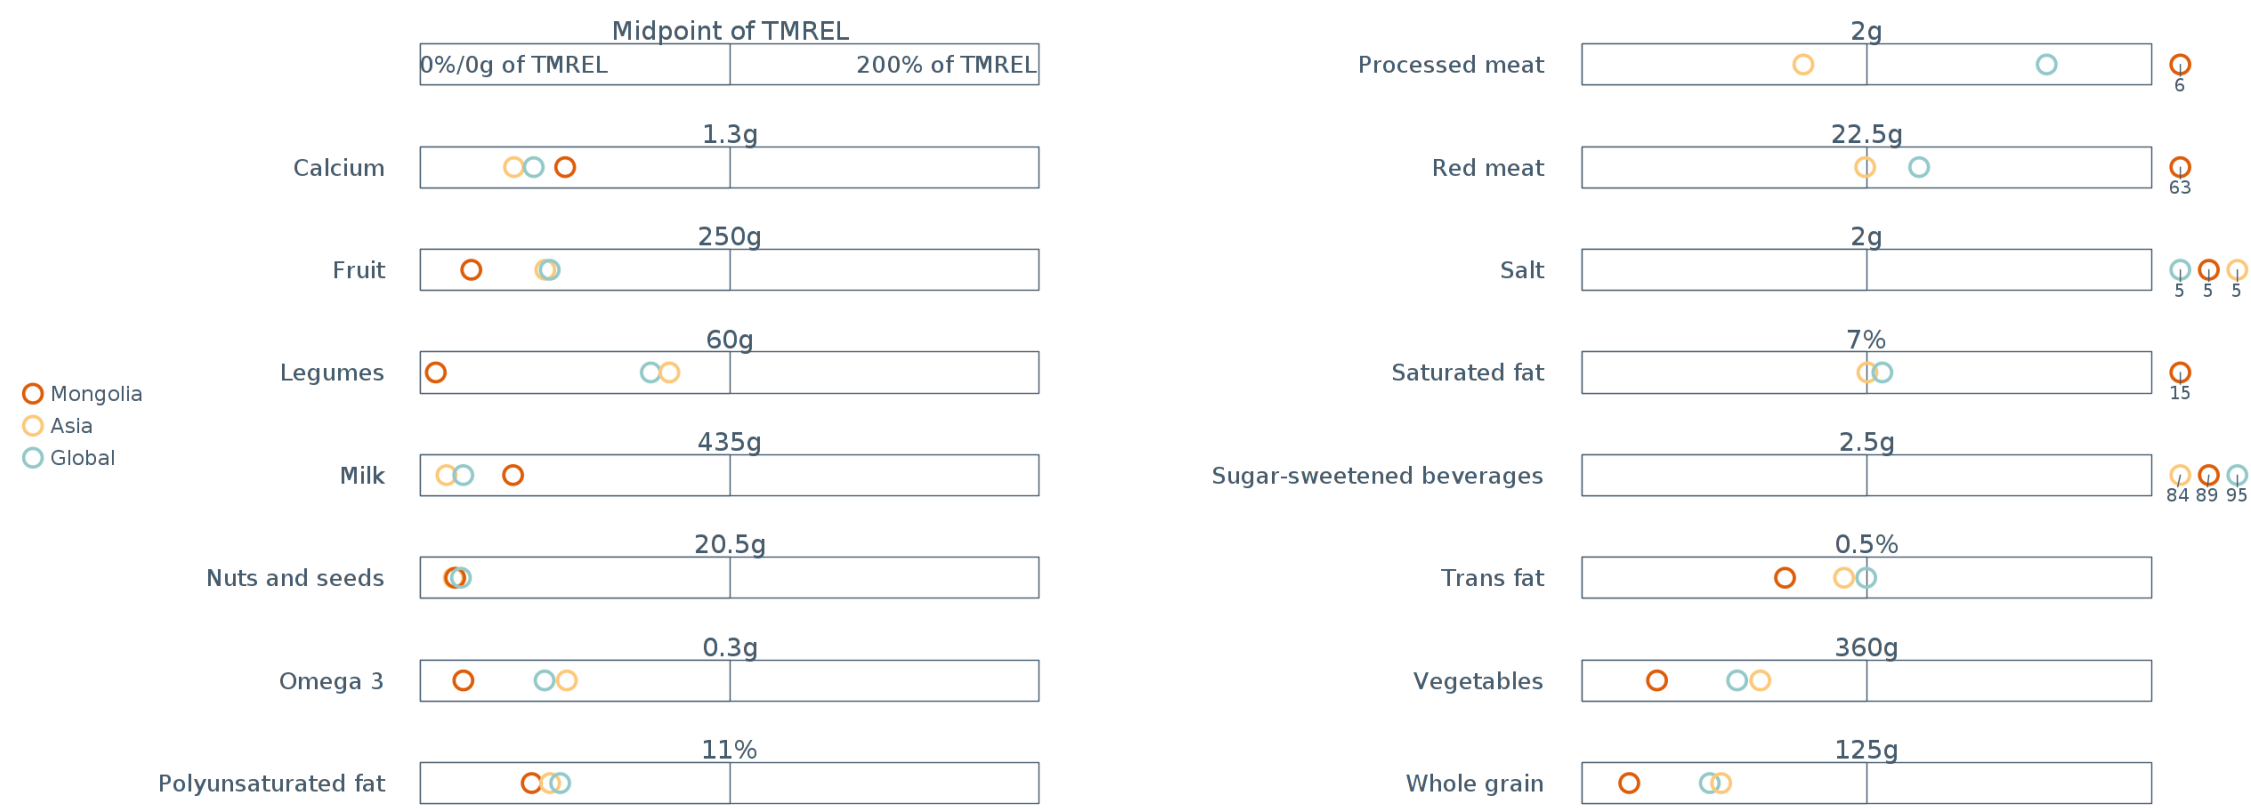 Midpoint of TMREL
0%/0g of TMREL 200% of TMREL
1.3g
Calcium
250g
Fruit
60g
Legumes
435g
Milk
20.5g
Nuts and seeds
0.3g
Omega 3
11%
Polyunsaturated fat
Mongolia
Asia
Global
2g
Processed meat
6
22.5g
Red meat
63
2g
Salt
5 5 5
7%
Saturated fat
15
2.5g
Sugar-sweetened beverages
84 89 95
0.5%
Trans fat
360g
Vegetables
125g
Whole grain